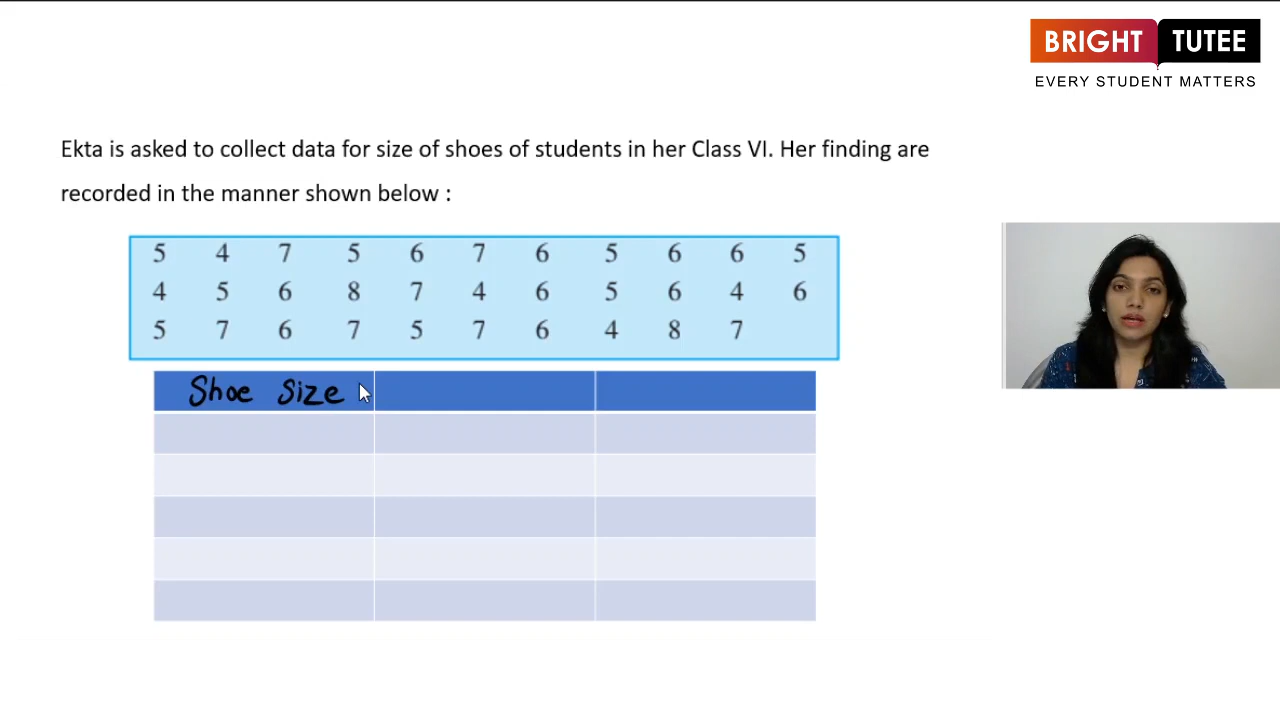 BRIGHT TUTEE
EVERY STUDENT MATTERS
Ekta is asked to collect data for size of shoes of students in her Class VI. Her finding are
recorded in the manner shown below :
5 4 7 5 6 7 6 5 6 6 5
4 5 6 8 7 4 6 5 6 4 6
5 7 6 7 5 7 6 4 8 7
Shoe Size